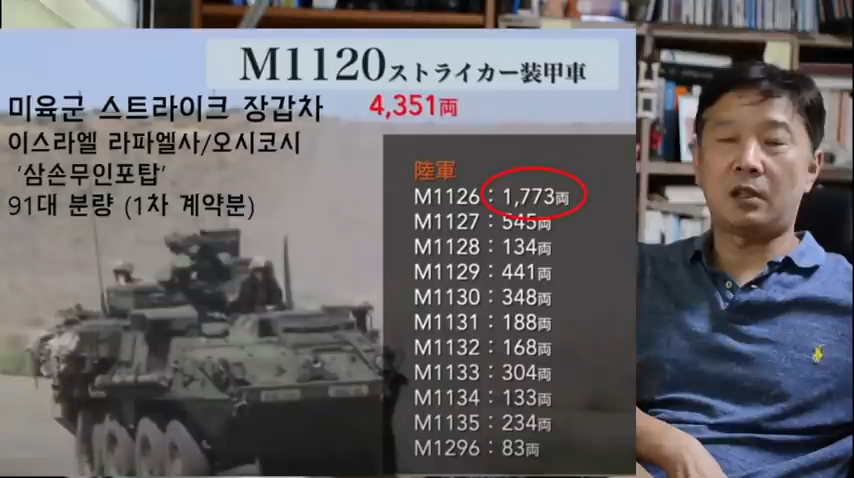 M1120ストライカー装甲車
미육군 스트라이크 장갑차 4,351両
이스라엘 라파엘사/오시코시
'삼손무인포탑'
91대 분량 (1차 계약분)
陸軍
M1126：1,773両
M1127：545両
M1128：134両
M1129：441両
M1130：348両
M1131：188両
M1132：168両
M1133：304両
M1134：133両
M1135：234両
M1296：83両